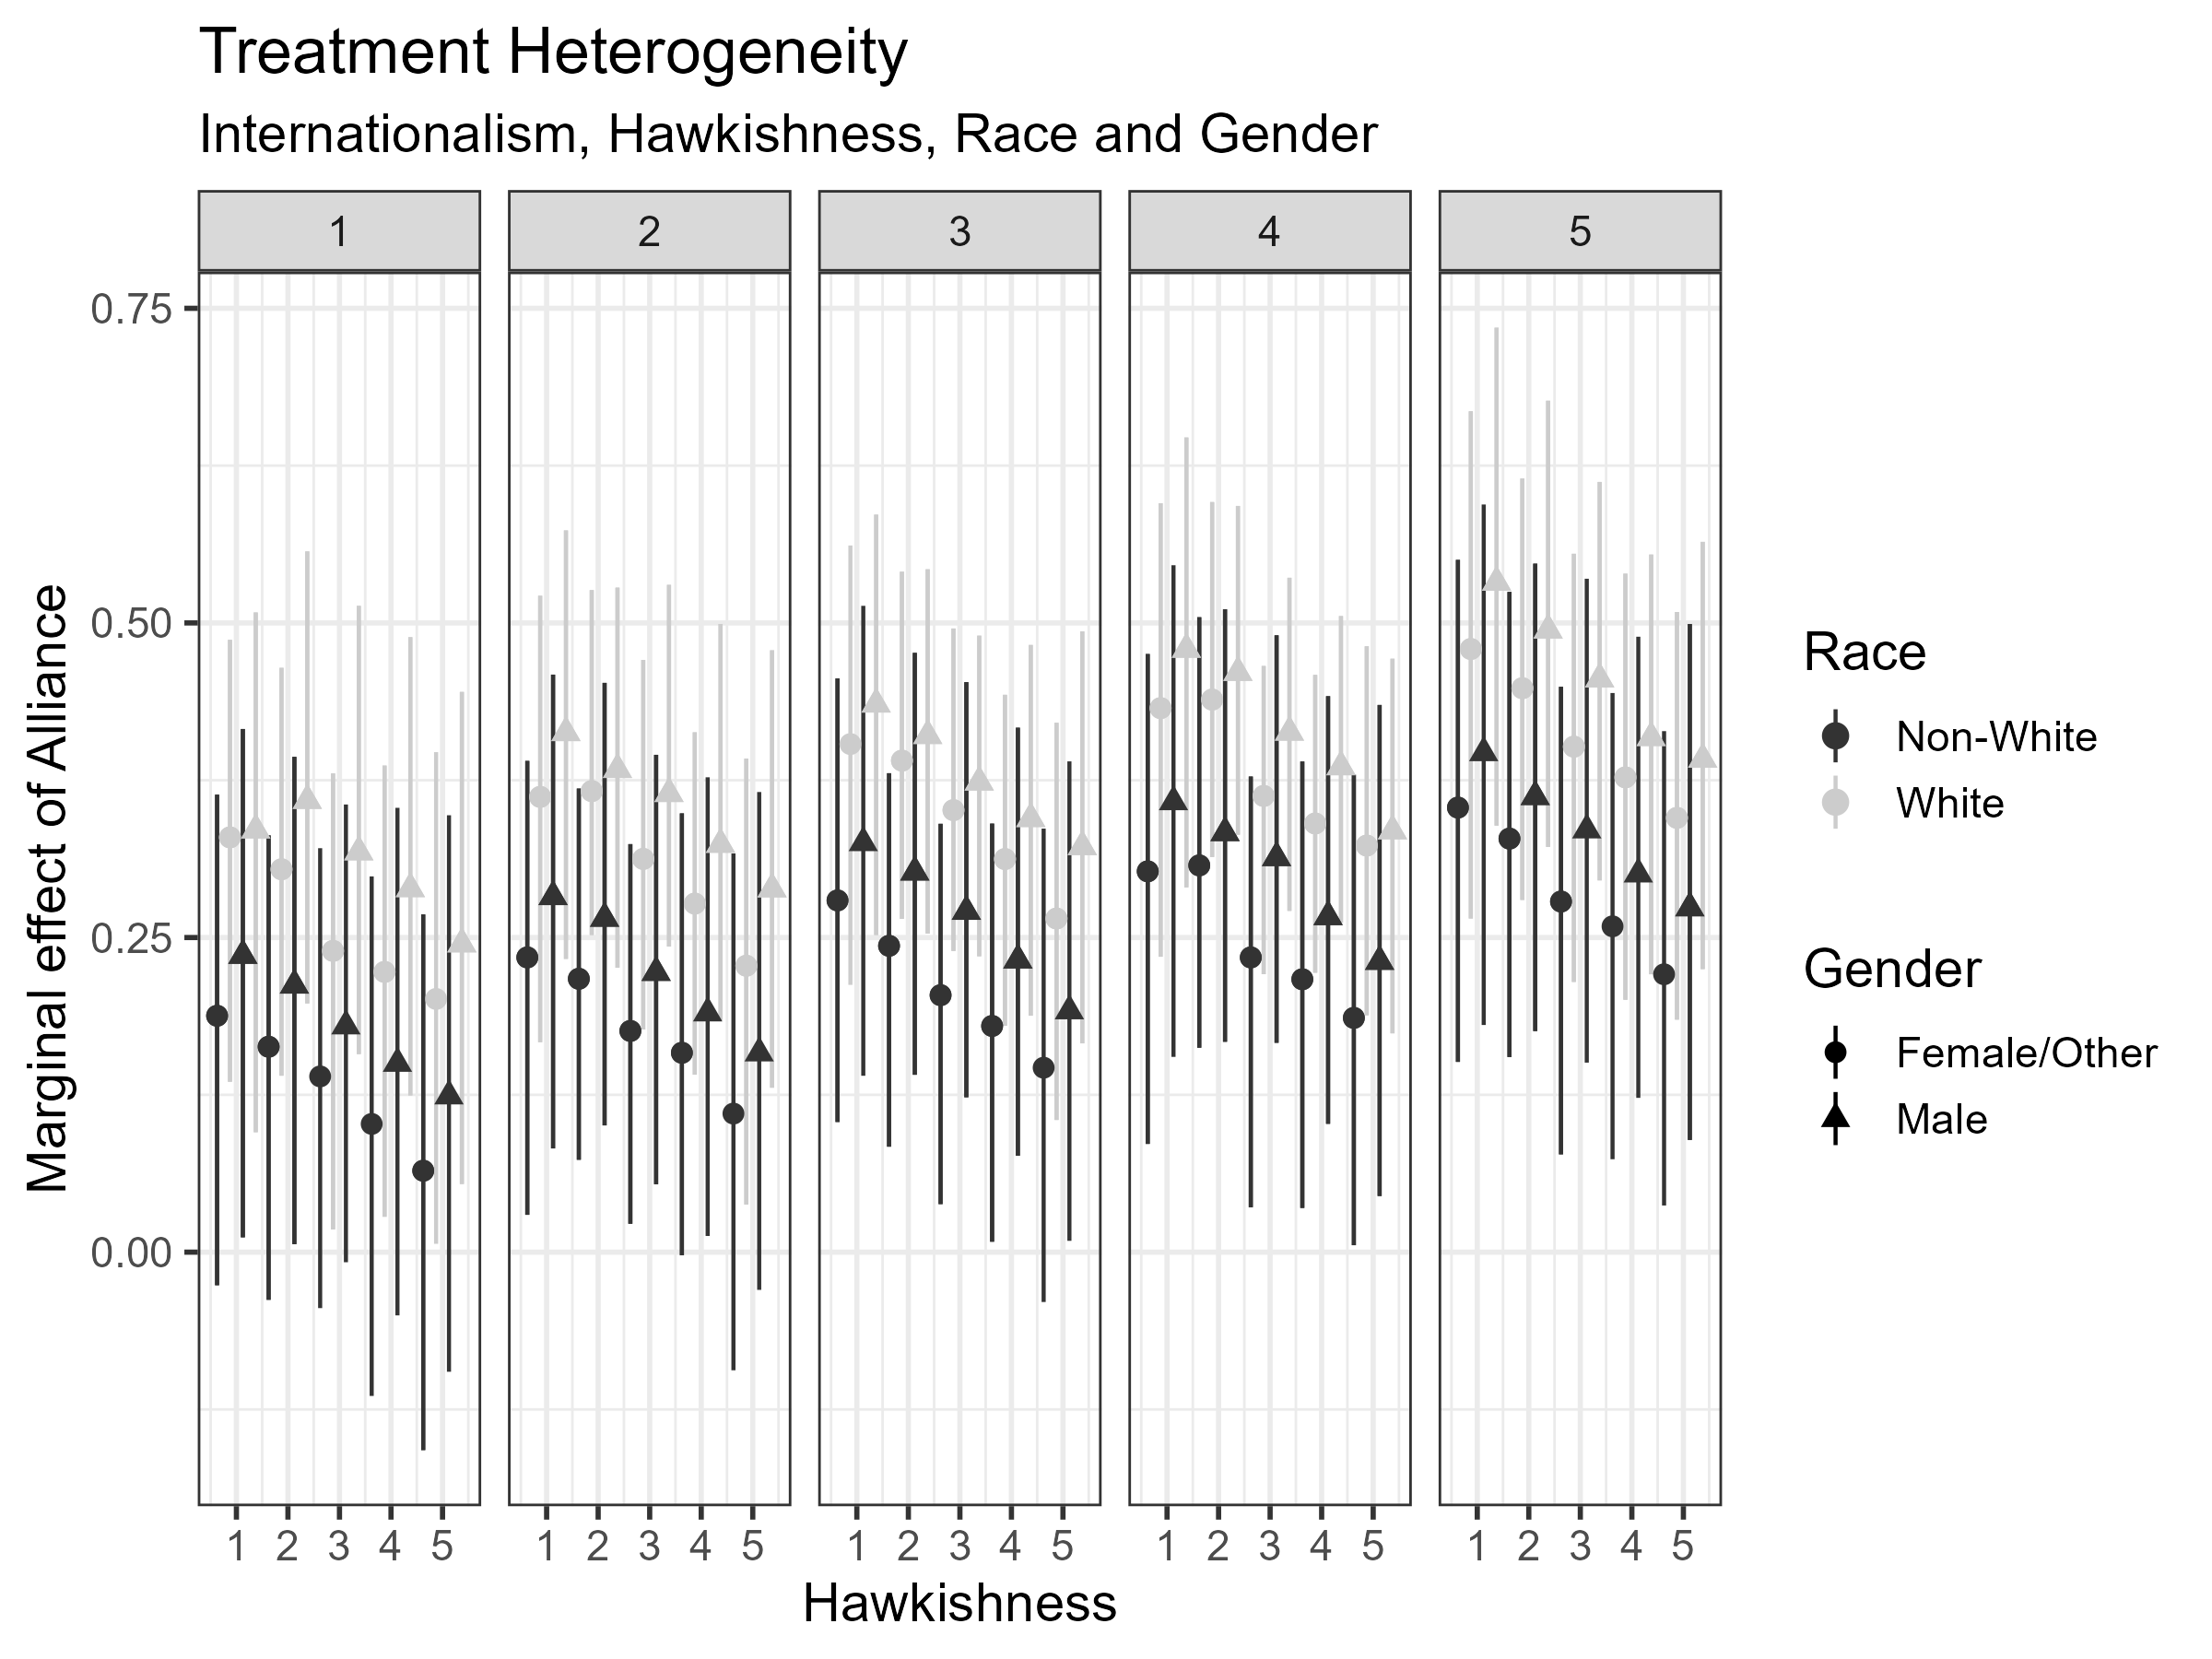 Treatment Heterogeneity
Internationalism, Hawkishness, Race and Gender
1 2 3 4 5
0.75
0.50
0.25
0.00
Marginal effect of Alliance
1 2 3 4 5 1 2 3 4 5 1 2 3 4 5 1 2 3 4 5 1 2 3 4 5
Hawkishness
Race
Non-White
White
Gender
Female/Other
Male